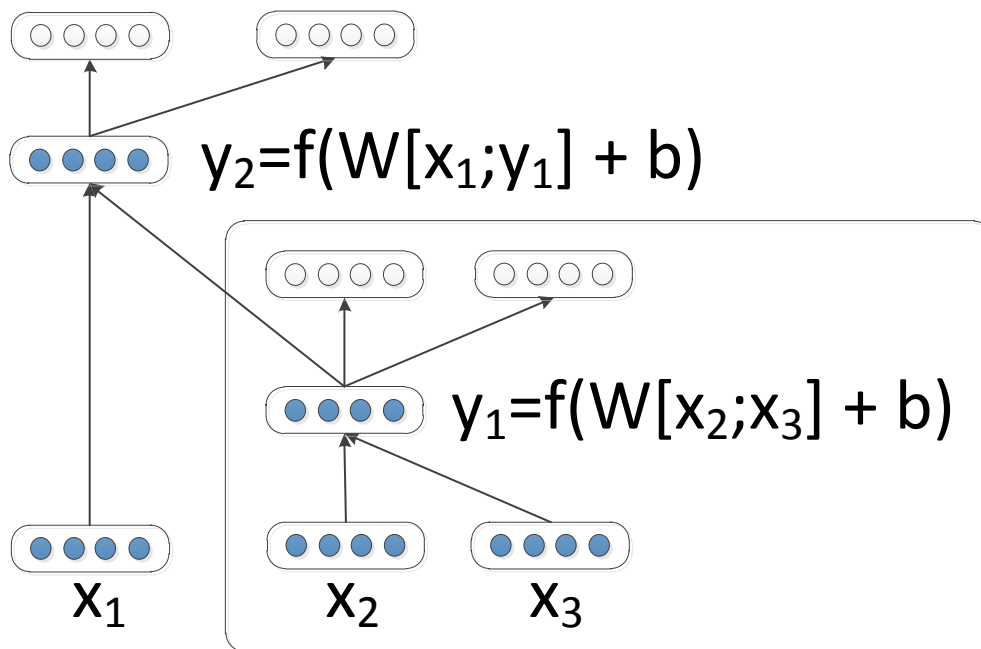 y₂=f(W[x₁;y₁] + b)
y₁=f(W[x₂;x₃] + b)
x₁ x₂ x₃